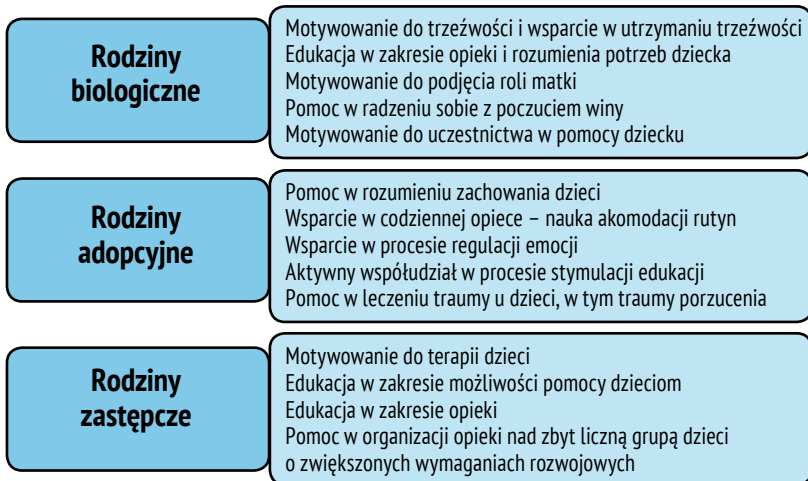 Rodziny
biologiczne
Motywowanie do trzeźwości i wsparcie w utrzymaniu trzeźwości
Edukacja w zakresie opieki i rozumienia potrzeb dziecka
Motywowanie do podjęcia roli matki
Pomoc w radzeniu sobie z poczuciem winy
Motywowanie do uczestnictwa w pomocy dziecku
Rodziny
adopcyjne
Pomoc w rozumieniu zachowania dzieci
Wsparcie w codziennej opiece – nauka akomodacji rutyn
Wsparcie w procesie regulacji emocji
Aktywny współudział w procesie stymulacji edukacji
Pomoc w leczeniu traumy u dzieci, w tym traumy porzucenia
Rodziny
zastępcze
Motywowanie do terapii dzieci
Edukacja w zakresie możliwości pomocy dzieciom
Edukacja w zakresie opieki
Pomoc w organizacji opieki nad zbyt liczną grupą dzieci
o zwiększonych wymaganiach rozwojowych